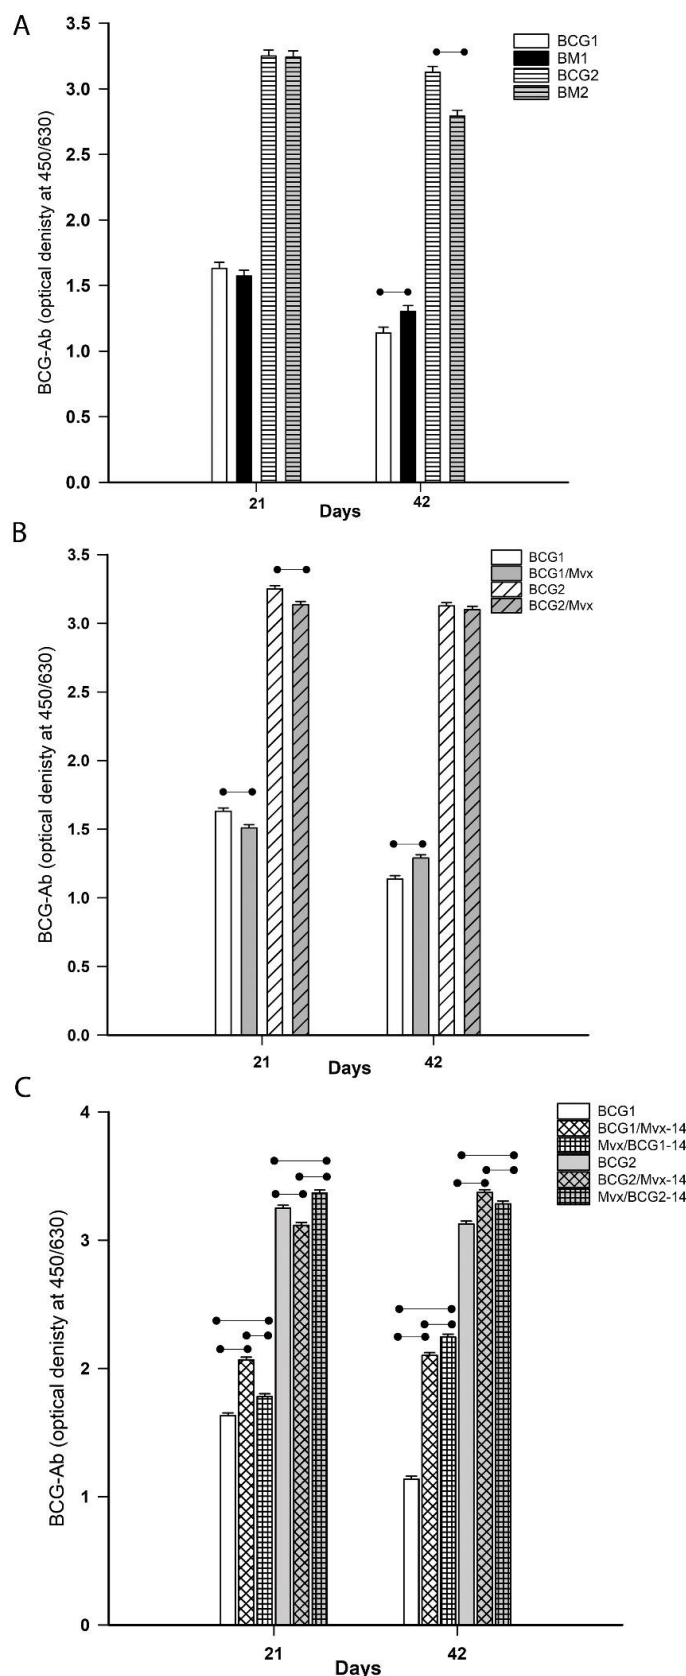 A
3.5
3.0
2.5
2.0
1.5
1.0
0.5
0.0
BCG-Ab (optical denisty at 450/630)
BCG1
BM1
BCG2
BM2
21
42
Days
B
3.5
3.0
2.5
2.0
1.5
1.0
0.5
0.0
BCG-Ab (optical denisty at 450/630)
BCG1
BCG1/Mvx
BCG2
BCG2/Mvx
21
42
Days
C
4
3
2
1
0
BCG-Ab (optical denisty at 450/630)
BCG1
BCG1/Mvx-14
Mvx/BCG1-14
BCG2
BCG2/Mvx-14
Mvx/BCG2-14
21
42
Days